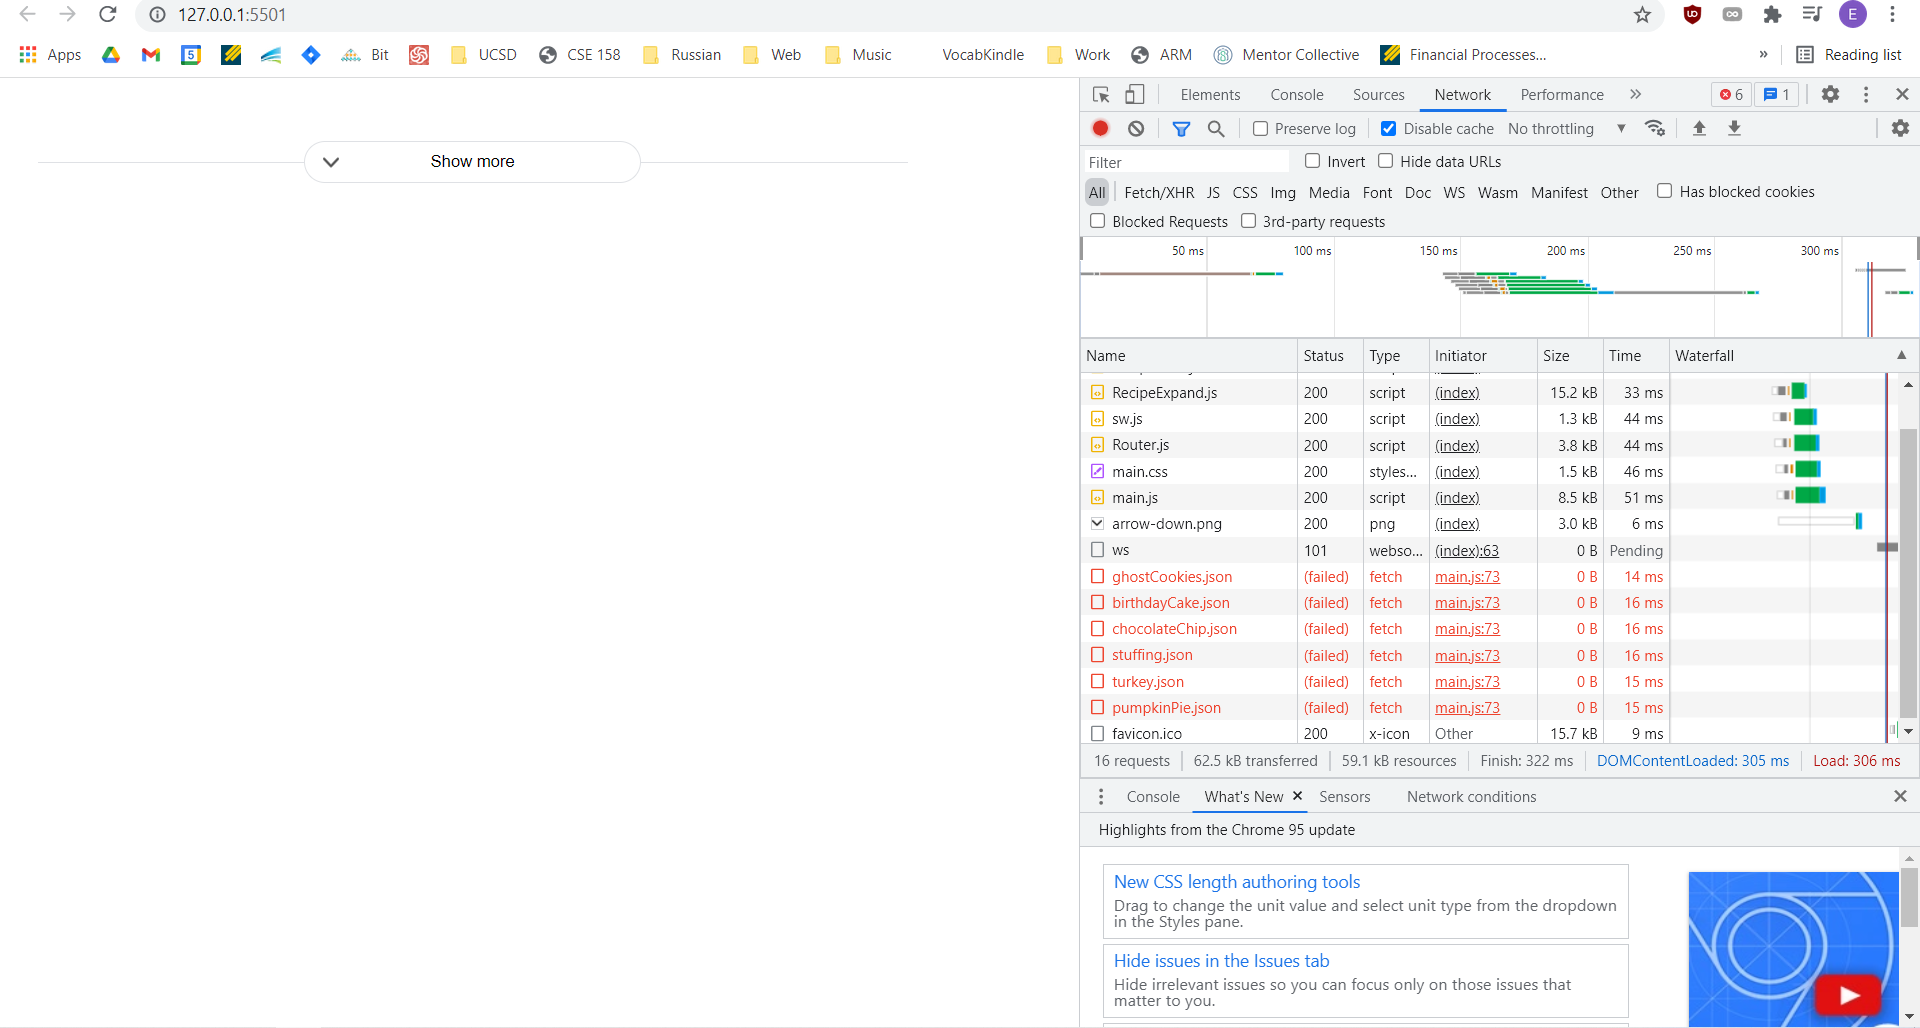 127.0.0.1:5501
E
Apps
5
Bit
UCSD
CSE 158
Russian
Web
Music
VocabKindle
Work
ARM
Mentor Collective
Financial Processes...
»
Reading list
Show more
Elements Console Sources Network Performance » 6 1
Preserve log Disable cache No throttling
Filter Invert Hide data URLs
All Fetch/XHR JS CSS Img Media Font Doc WS Wasm Manifest Other Has blocked cookies
Blocked Requests 3rd-party requests
50 ms 100 ms 150 ms 200 ms 250 ms 300 ms
Name Status Type Initiator Size Time Waterfall
RecipeExpand.js 200 script (index) 15.2 kB 33 ms
sw.js 200 script (index) 1.3 kB 44 ms
Router.js 200 script (index) 3.8 kB 44 ms
main.css 200 styles... (index) 1.5 kB 46 ms
main.js 200 script (index) 8.5 kB 51 ms
arrow-down.png 200 png (index) 3.0 kB 6 ms
ws 101 webso... (index):63 0 B Pending
ghostCookies.json (failed) fetch main.js:73 0 B 14 ms
birthdayCake.json (failed) fetch main.js:73 0 B 16 ms
chocolateChip.json (failed) fetch main.js:73 0 B 16 ms
stuffing.json (failed) fetch main.js:73 0 B 16 ms
turkey.json (failed) fetch main.js:73 0 B 15 ms
pumpkinPie.json (failed) fetch main.js:73 0 B 15 ms
favicon.ico 200 x-icon Other 15.7 kB 9 ms
16 requests 62.5 kB transferred 59.1 kB resources Finish: 322 ms DOMContentLoaded: 305 ms Load: 306 ms
Console What's New Sensors Network conditions
Highlights from the Chrome 95 update
New CSS length authoring tools
Drag to change the unit value and select unit type from the dropdown
in the Styles pane.
Hide issues in the Issues tab
Hide irrelevant issues so you can focus only on those issues that
matter to you.